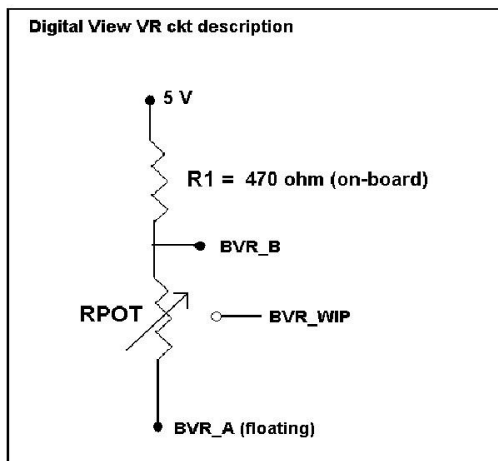 Digital View VR ckt description
5 V
R1 = 470 ohm (on-board)
BVR_B
RPOT
BVR_WIP
BVR_A (floating)